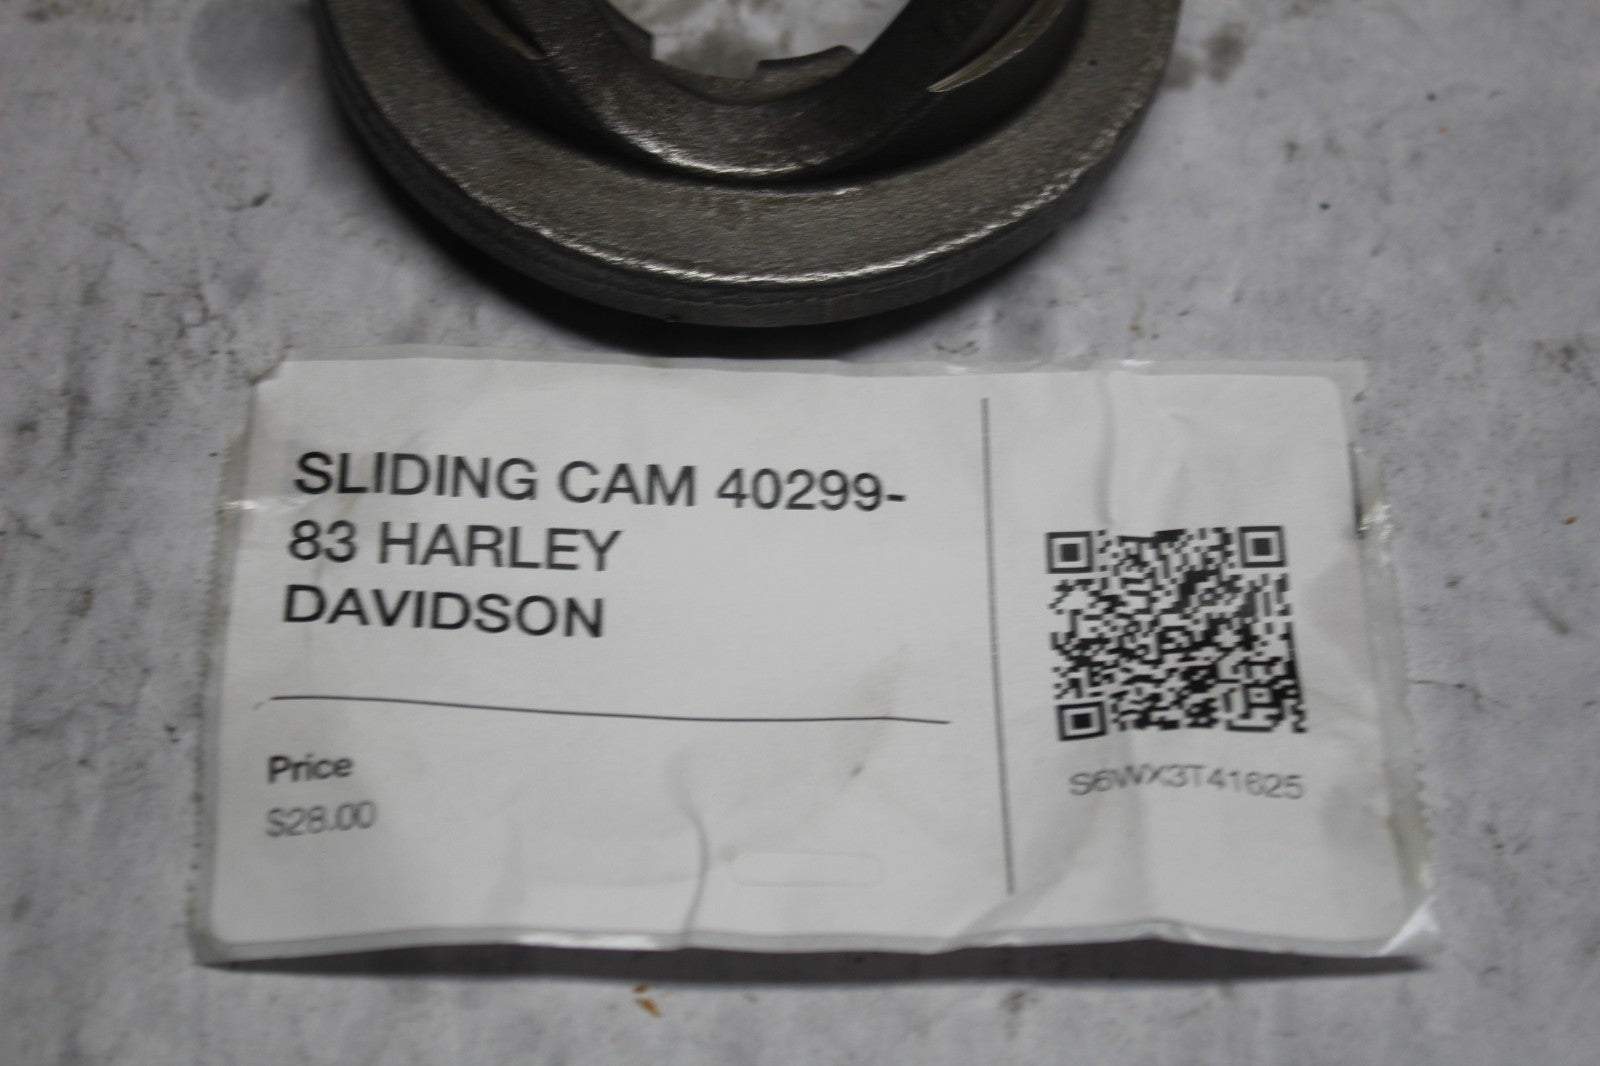 SLIDING CAM 40299-
83 HARLEY
DAVIDSON
Price
$28.00
S6WX3T41625